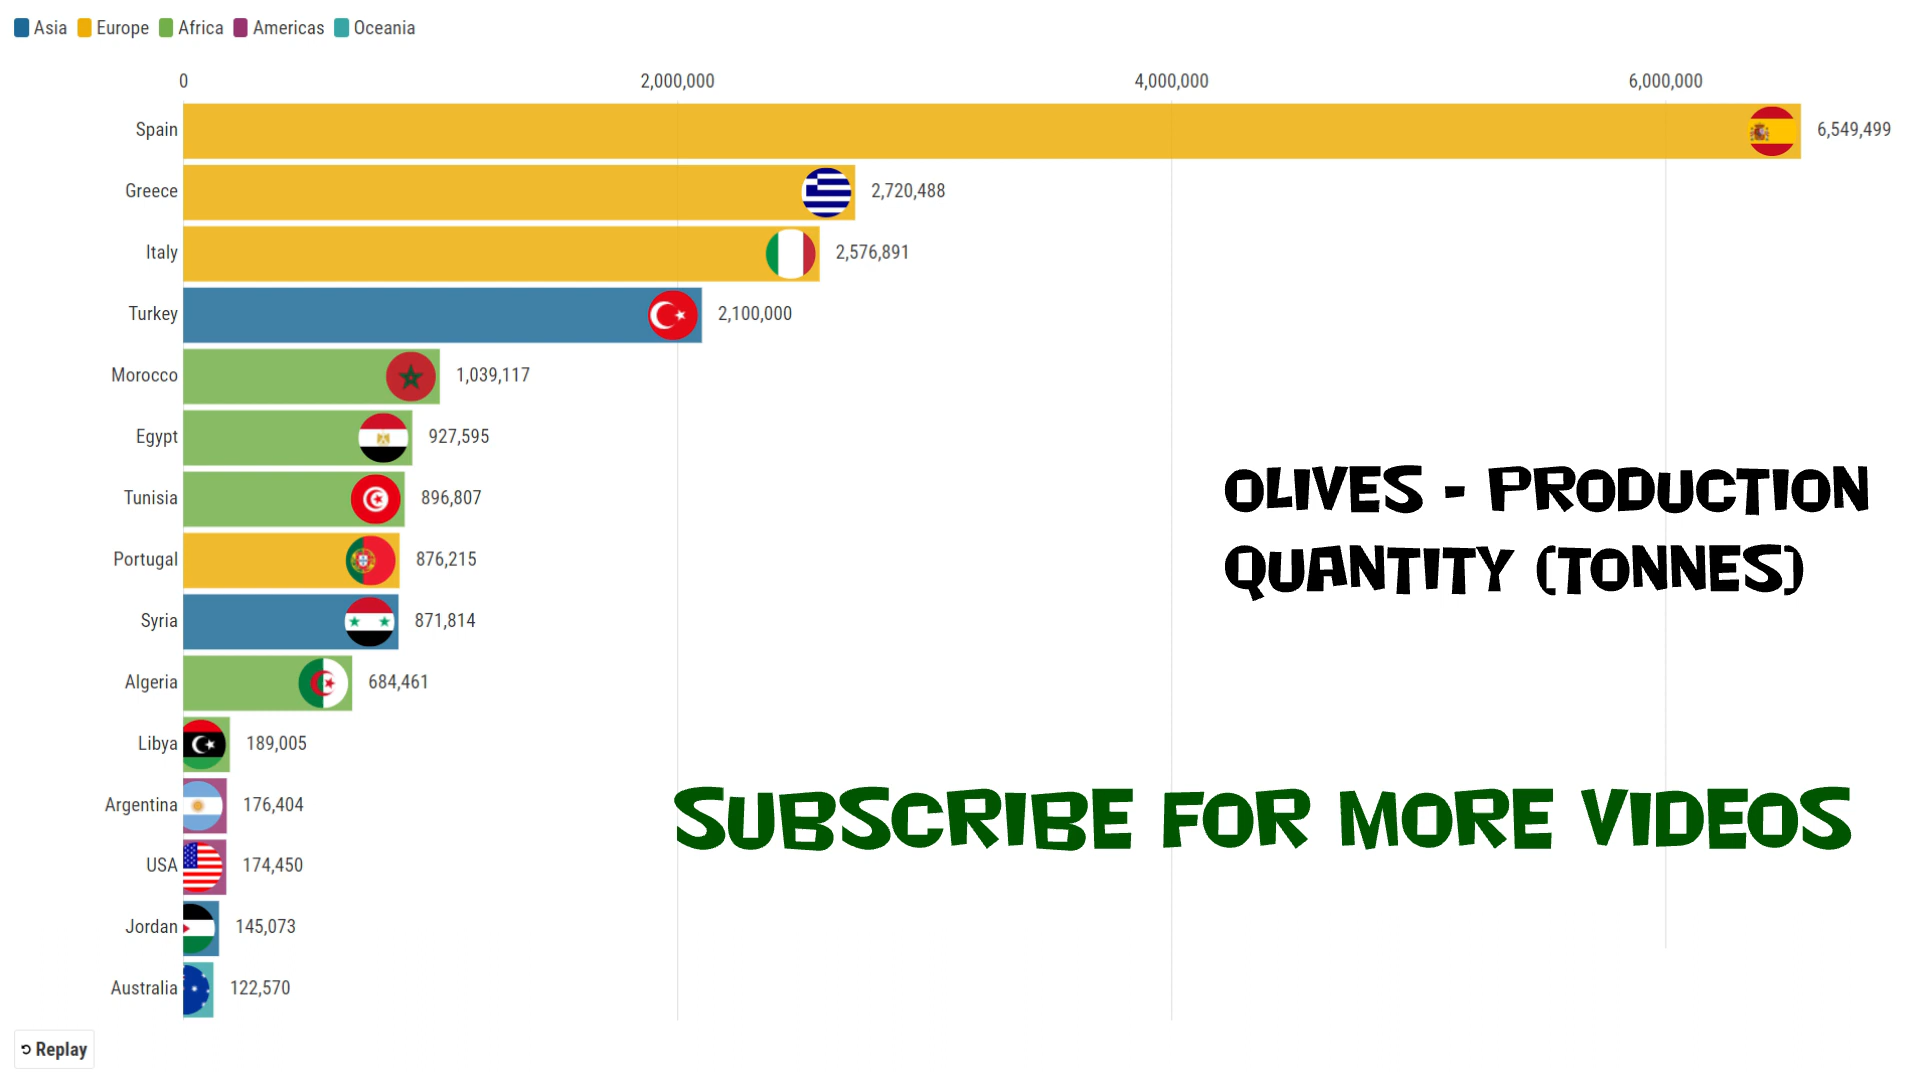 Asia Europe Africa Americas Oceania
0 2,000,000 4,000,000 6,000,000
Spain 6,549,499
Greece 2,720,488
Italy 2,576,891
Turkey 2,100,000
Morocco 1,039,117
Egypt 927,595
Tunisia 896,807
Portugal 876,215
Syria 871,814
Algeria 684,461
Libya 189,005
Argentina 176,404
USA 174,450
Jordan 145,073
Australia 122,570
OLIVES - PRODUCTION
QUANTITY (TONNES)
SUBSCRIBE FOR MORE VIDEOS
Replay